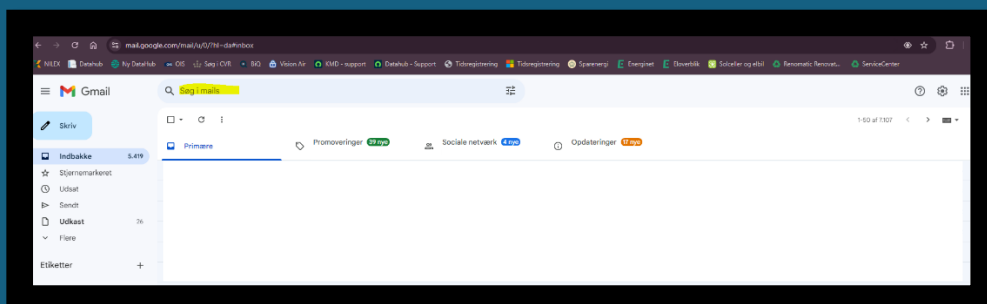 mail.google.com/mail/u/0/?hl=da#inbox
NILEX Datahub Ny DataHub OIS Søg i CVR BiQ Vision Air KMD - support Datahub - Support Tidsregistrering Tidsregistrering Sparenergi Energinet Eloverblik Solceller og elbil Renomatic Renovat... ServiceCenter
Gmail
Søg i mails
Skriv
1-50 af 7.107
Primære
Promoveringer 29 nye
Sociale netværk 4 nye
Opdateringer 17 nye
Indbakke 5.419
Stjernemarkeret
Udsat
Sendt
Udkast 76
Flere
Etiketter +